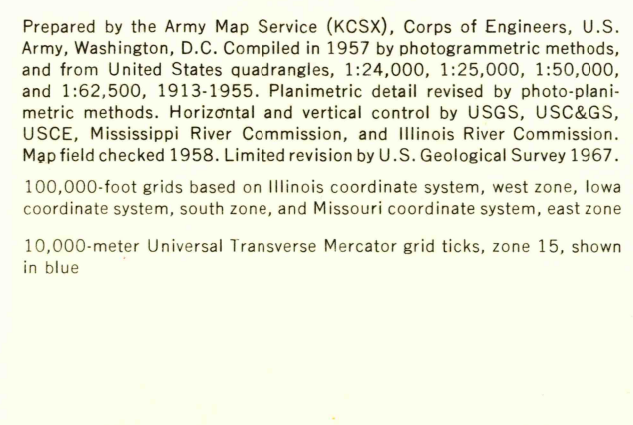 Prepared by the Army Map Service (KCSX), Corps of Engineers, U.S.
Army, Washington, D.C. Compiled in 1957 by photogrammetric methods,
and from United States quadrangles, 1:24,000, 1:25,000, 1:50,000,
and 1:62,500, 1913-1955. Planimetric detail revised by photo-plani-
metric methods. Horizontal and vertical control by USGS, USC&GS,
USCE, Mississippi River Commission, and Illinois River Commission.
Map field checked 1958. Limited revision by U.S. Geological Survey 1967.
100,000-foot grids based on Illinois coordinate system, west zone, Iowa
coordinate system, south zone, and Missouri coordinate system, east zone
10,000-meter Universal Transverse Mercator grid ticks, zone 15, shown
in blue